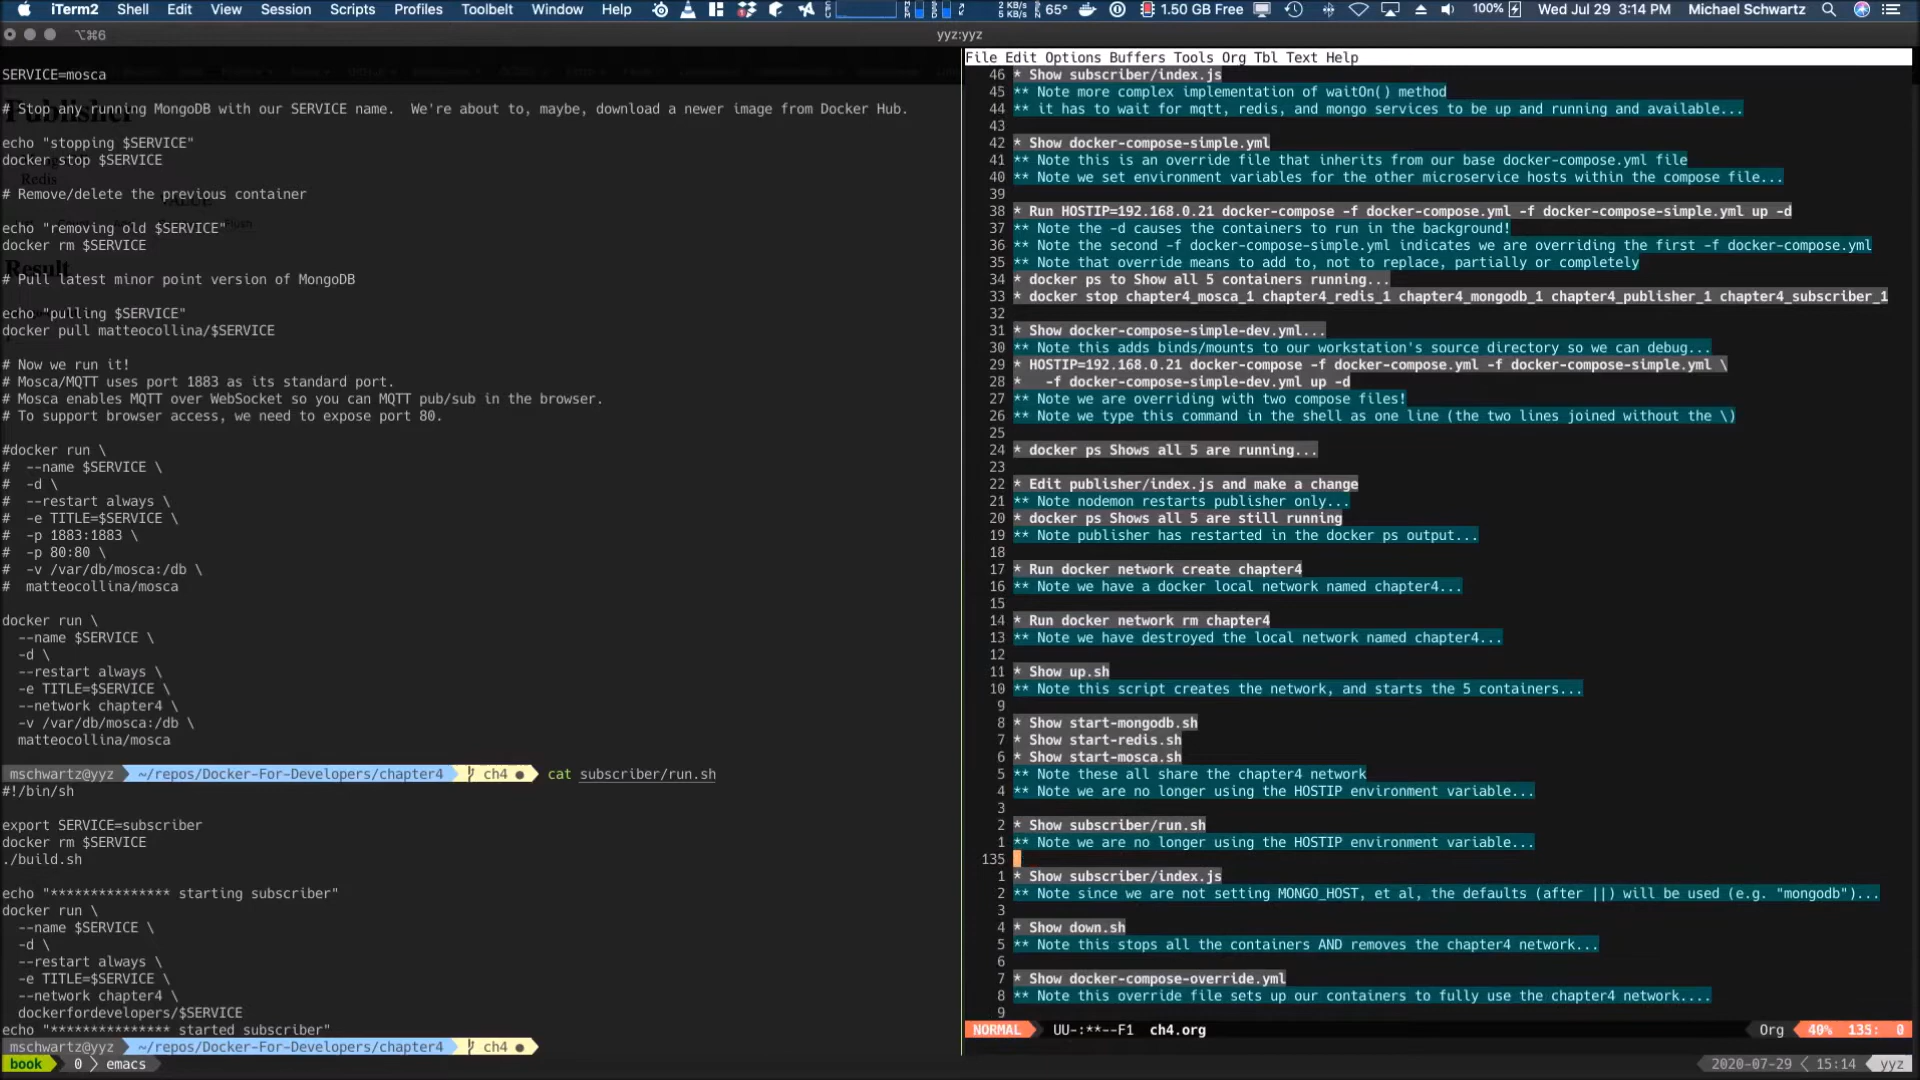 iTerm2 Shell Edit View Session Scripts Profiles Toolbelt Window Help 2 KB/s 5 KB/s 65° 1.50 GB Free 100% Wed Jul 29 3:14 PM Michael Schwartz
⌥⌘6 yyz:yyz
SERVICE=mosca
# Stop any running MongoDB with our SERVICE name.  We're about to, maybe, download a newer image from Docker Hub.
Publisher
echo "stopping $SERVICE"
docker stop $SERVICE
Redis
# Remove/delete the previous container
VALUE
echo "removing old $SERVICE"
Flush
docker rm $SERVICE
Result
# Pull latest minor point version of MongoDB
echo "pulling $SERVICE"
docker pull matteocollina/$SERVICE
# Now we run it!
# Mosca/MQTT uses port 1883 as its standard port.
# Mosca enables MQTT over WebSocket so you can MQTT pub/sub in the browser.
# To support browser access, we need to expose port 80.
#docker run \
#  --name $SERVICE \
#  -d \
#  --restart always \
#  -e TITLE=$SERVICE \
#  -p 1883:1883 \
#  -p 80:80 \
#  -v /var/db/mosca:/db \
#  matteocollina/mosca
docker run \
  --name $SERVICE \
  -d \
  --restart always \
  -e TITLE=$SERVICE \
  --network chapter4 \
  -v /var/db/mosca:/db \
  matteocollina/mosca
mschwartz@yyz ~/repos/Docker-For-Developers/chapter4 ch4 ● cat subscriber/run.sh
#!/bin/sh
export SERVICE=subscriber
docker rm $SERVICE
./build.sh
echo "*************** starting subscriber"
docker run \
  --name $SERVICE \
  -d \
  --restart always \
  -e TITLE=$SERVICE \
  --network chapter4 \
  dockerfordevelopers/$SERVICE
echo "*************** started subscriber"
mschwartz@yyz ~/repos/Docker-For-Developers/chapter4 ch4 ●
File Edit Options Buffers Tools Org Tbl Text Help
46 * Show subscriber/index.js
45 ** Note more complex implementation of waitOn() method
44 ** it has to wait for mqtt, redis, and mongo services to be up and running and available...
43
42 * Show docker-compose-simple.yml
41 ** Note this is an override file that inherits from our base docker-compose.yml file
40 ** Note we set environment variables for the other microservice hosts within the compose file...
39
38 * Run HOSTIP=192.168.0.21 docker-compose -f docker-compose.yml -f docker-compose-simple.yml up -d
37 ** Note the -d causes the containers to run in the background!
36 ** Note the second -f docker-compose-simple.yml indicates we are overriding the first -f docker-compose.yml
35 ** Note that override means to add to, not to replace, partially or completely
34 * docker ps to Show all 5 containers running...
33 * docker stop chapter4_mosca_1 chapter4_redis_1 chapter4_mongodb_1 chapter4_publisher_1 chapter4_subscriber_1
32
31 * Show docker-compose-simple-dev.yml...
30 ** Note this adds binds/mounts to our workstation's source directory so we can debug...
29 * HOSTIP=192.168.0.21 docker-compose -f docker-compose.yml -f docker-compose-simple.yml \
28 *   -f docker-compose-simple-dev.yml up -d
27 ** Note we are overriding with two compose files!
26 ** Note we type this command in the shell as one line (the two lines joined without the \)
25
24 * docker ps Shows all 5 are running...
23
22 * Edit publisher/index.js and make a change
21 ** Note nodemon restarts publisher only...
20 * docker ps Shows all 5 are still running
19 ** Note publisher has restarted in the docker ps output...
18
17 * Run docker network create chapter4
16 ** Note we have a docker local network named chapter4...
15
14 * Run docker network rm chapter4
13 ** Note we have destroyed the local network named chapter4...
12
11 * Show up.sh
10 ** Note this script creates the network, and starts the 5 containers...
9
8 * Show start-mongodb.sh
7 * Show start-redis.sh
6 * Show start-mosca.sh
5 ** Note these all share the chapter4 network
4 ** Note we are no longer using the HOSTIP environment variable...
3
2 * Show subscriber/run.sh
1 ** Note we are no longer using the HOSTIP environment variable...
135
1 * Show subscriber/index.js
2 ** Note since we are not setting MONGO_HOST, et al, the defaults (after ||) will be used (e.g. "mongodb")...
3
4 * Show down.sh
5 ** Note this stops all the containers AND removes the chapter4 network...
6
7 * Show docker-compose-override.yml
8 ** Note this override file sets up our containers to fully use the chapter4 network....
9
NORMAL UU-:**--F1 ch4.org Org 40% 135: 0
book 0 emacs 2020-07-29 15:14 yyz